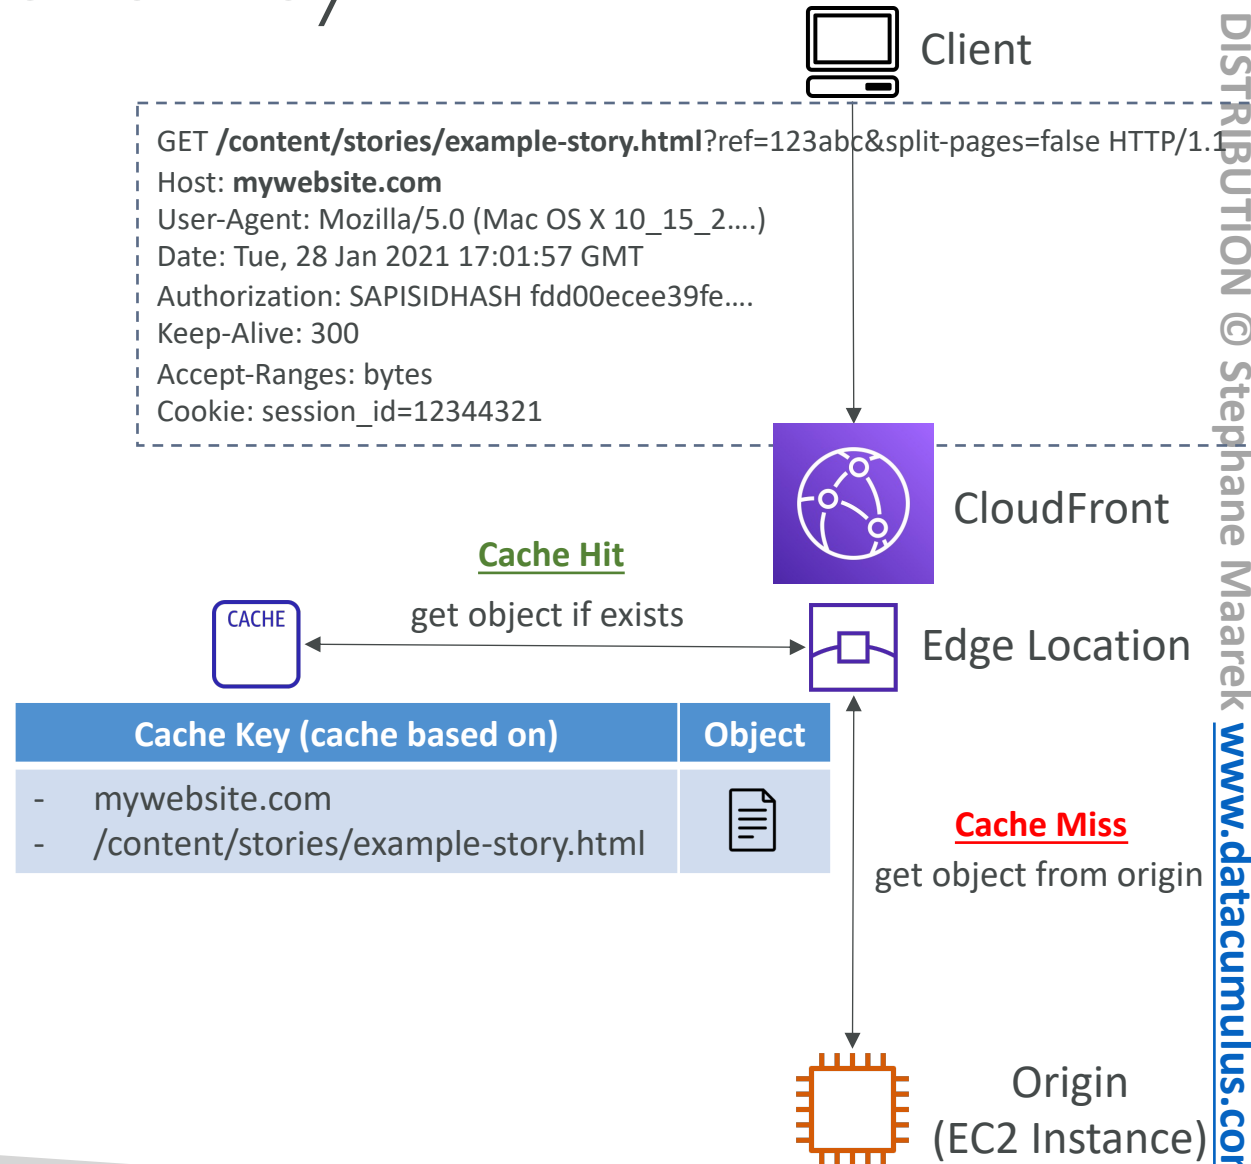 Client
GET /content/stories/example-story.html?ref=123abc&split-pages=false HTTP/1.1
Host: mywebsite.com
User-Agent: Mozilla/5.0 (Mac OS X 10_15_2….)
Date: Tue, 28 Jan 2021 17:01:57 GMT
Authorization: SAPISIDHASH fdd00ecee39fe….
Keep-Alive: 300
Accept-Ranges: bytes
Cookie: session_id=12344321
CloudFront
Cache Hit
get object if exists
CACHE
Edge Location
Cache Key (cache based on) Object
- mywebsite.com
- /content/stories/example-story.html
Cache Miss
get object from origin
Origin
(EC2 Instance)
DISTRIBUTION © Stephane Maarek www.datacumulus.cor